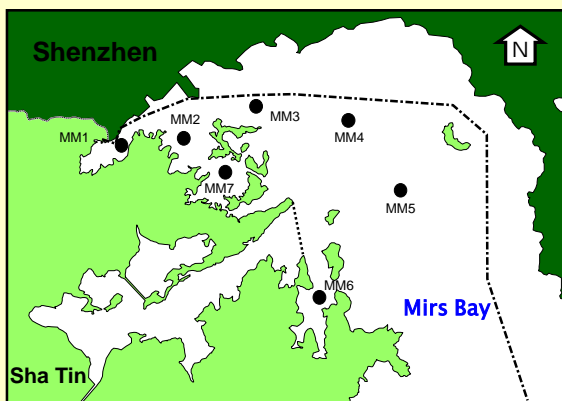 Shenzhen
N
MM1
MM2
MM3
MM4
MM7
MM5
MM6
Mirs Bay
Sha Tin